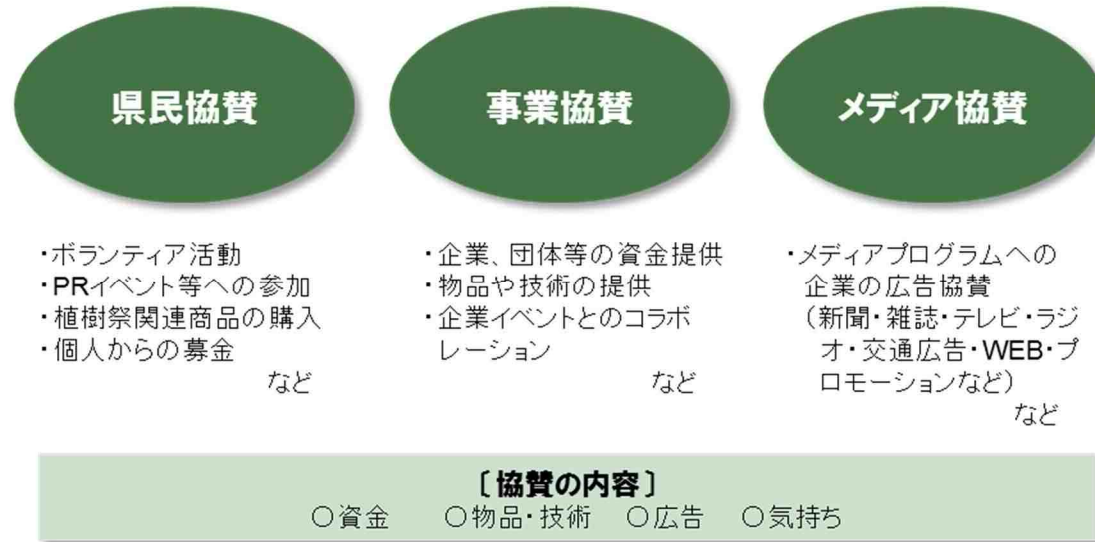 県民協賛
事業協賛
メディア協賛
・ボランティア活動
・PRイベント等への参加
・植樹祭関連商品の購入
・個人からの募金
など
・企業、団体等の資金提供
・物品や技術の提供
・企業イベントとのコラボ
レーション
など
・メディアプログラムへの
企業の広告協賛
（新聞・雑誌・テレビ・ラジ
オ・交通広告・WEB・プ
ロモーションなど）
など
〔協賛の内容〕
○資金　○物品・技術　○広告　○気持ち